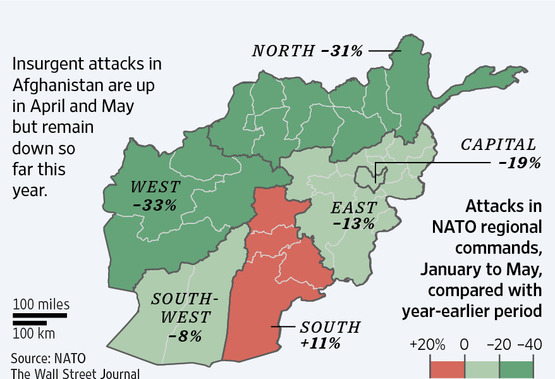 Insurgent attacks in
Afghanistan are up
in April and May
but remain
down so
far this
year.
NORTH –31%
CAPITAL
–19%
WEST
–33%
EAST
–13%
SOUTH-
WEST
–8%
SOUTH
+11%
Attacks in
NATO regional
commands,
January to May,
compared with
year-earlier period
+20% 0 –20 –40
100 miles
100 km
Source: NATO
The Wall Street Journal